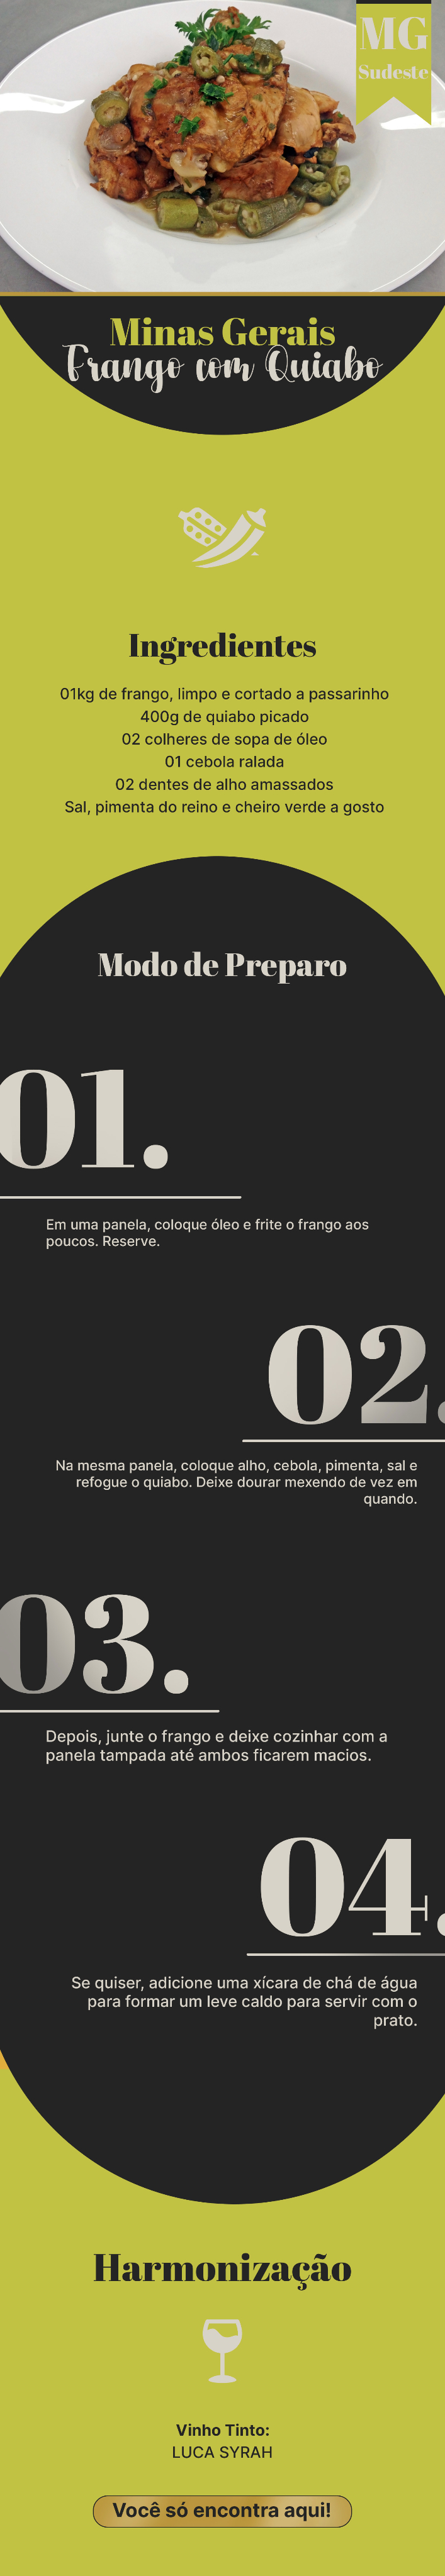 MG
Sudeste
Minas Gerais
Frango com Quiabo
Ingredientes
01kg de frango, limpo e cortado a passarinho
400g de quiabo picado
02 colheres de sopa de óleo
01 cebola ralada
02 dentes de alho amassados
Sal, pimenta do reino e cheiro verde a gosto
Modo de Preparo
01.
Em uma panela, coloque óleo e frite o frango aos
poucos. Reserve.
02.
Na mesma panela, coloque alho, cebola, pimenta, sal e
refogue o quiabo. Deixe dourar mexendo de vez em
quando.
03.
Depois, junte o frango e deixe cozinhar com a
panela tampada até ambos ficarem macios.
04.
Se quiser, adicione uma xícara de chá de água
para formar um leve caldo para servir com o
prato.
Harmonização
Vinho Tinto:
LUCA SYRAH
Você só encontra aqui!